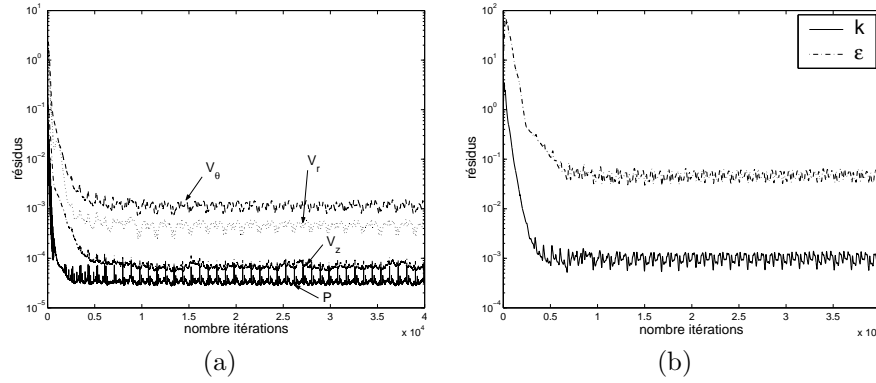 10^1
10^0
10^-1
10^-2
10^-3
10^-4
10^-5
résidus
V_θ
V_r
V_z
P
0
0.5
1
1.5
2
2.5
3
3.5
4
x 10^4
nombre itérations
(a)
10^2
10^1
10^0
10^-1
10^-2
10^-3
10^-4
résidus
k
ε
0
0.5
1
1.5
2
2.5
3
3.5
x 10^
nombre itérations
(b)